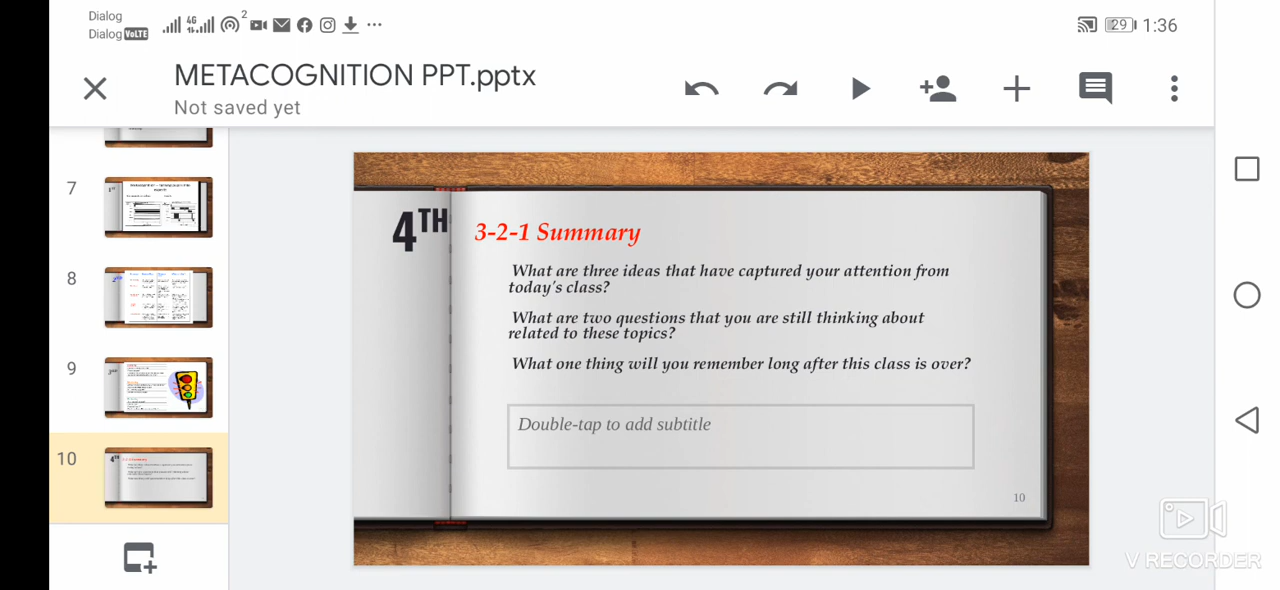 Dialog
Dialog VoLTE
4G
2
29
1:36
METACOGNITION PPT.pptx
Not saved yet
7
8
9
10
4TH
3-2-1 Summary
What are three ideas that have captured your attention from
today's class?
What are two questions that you are still thinking about
related to these topics?
What one thing will you remember long after this class is over?
Double-tap to add subtitle
10
V RECORDER